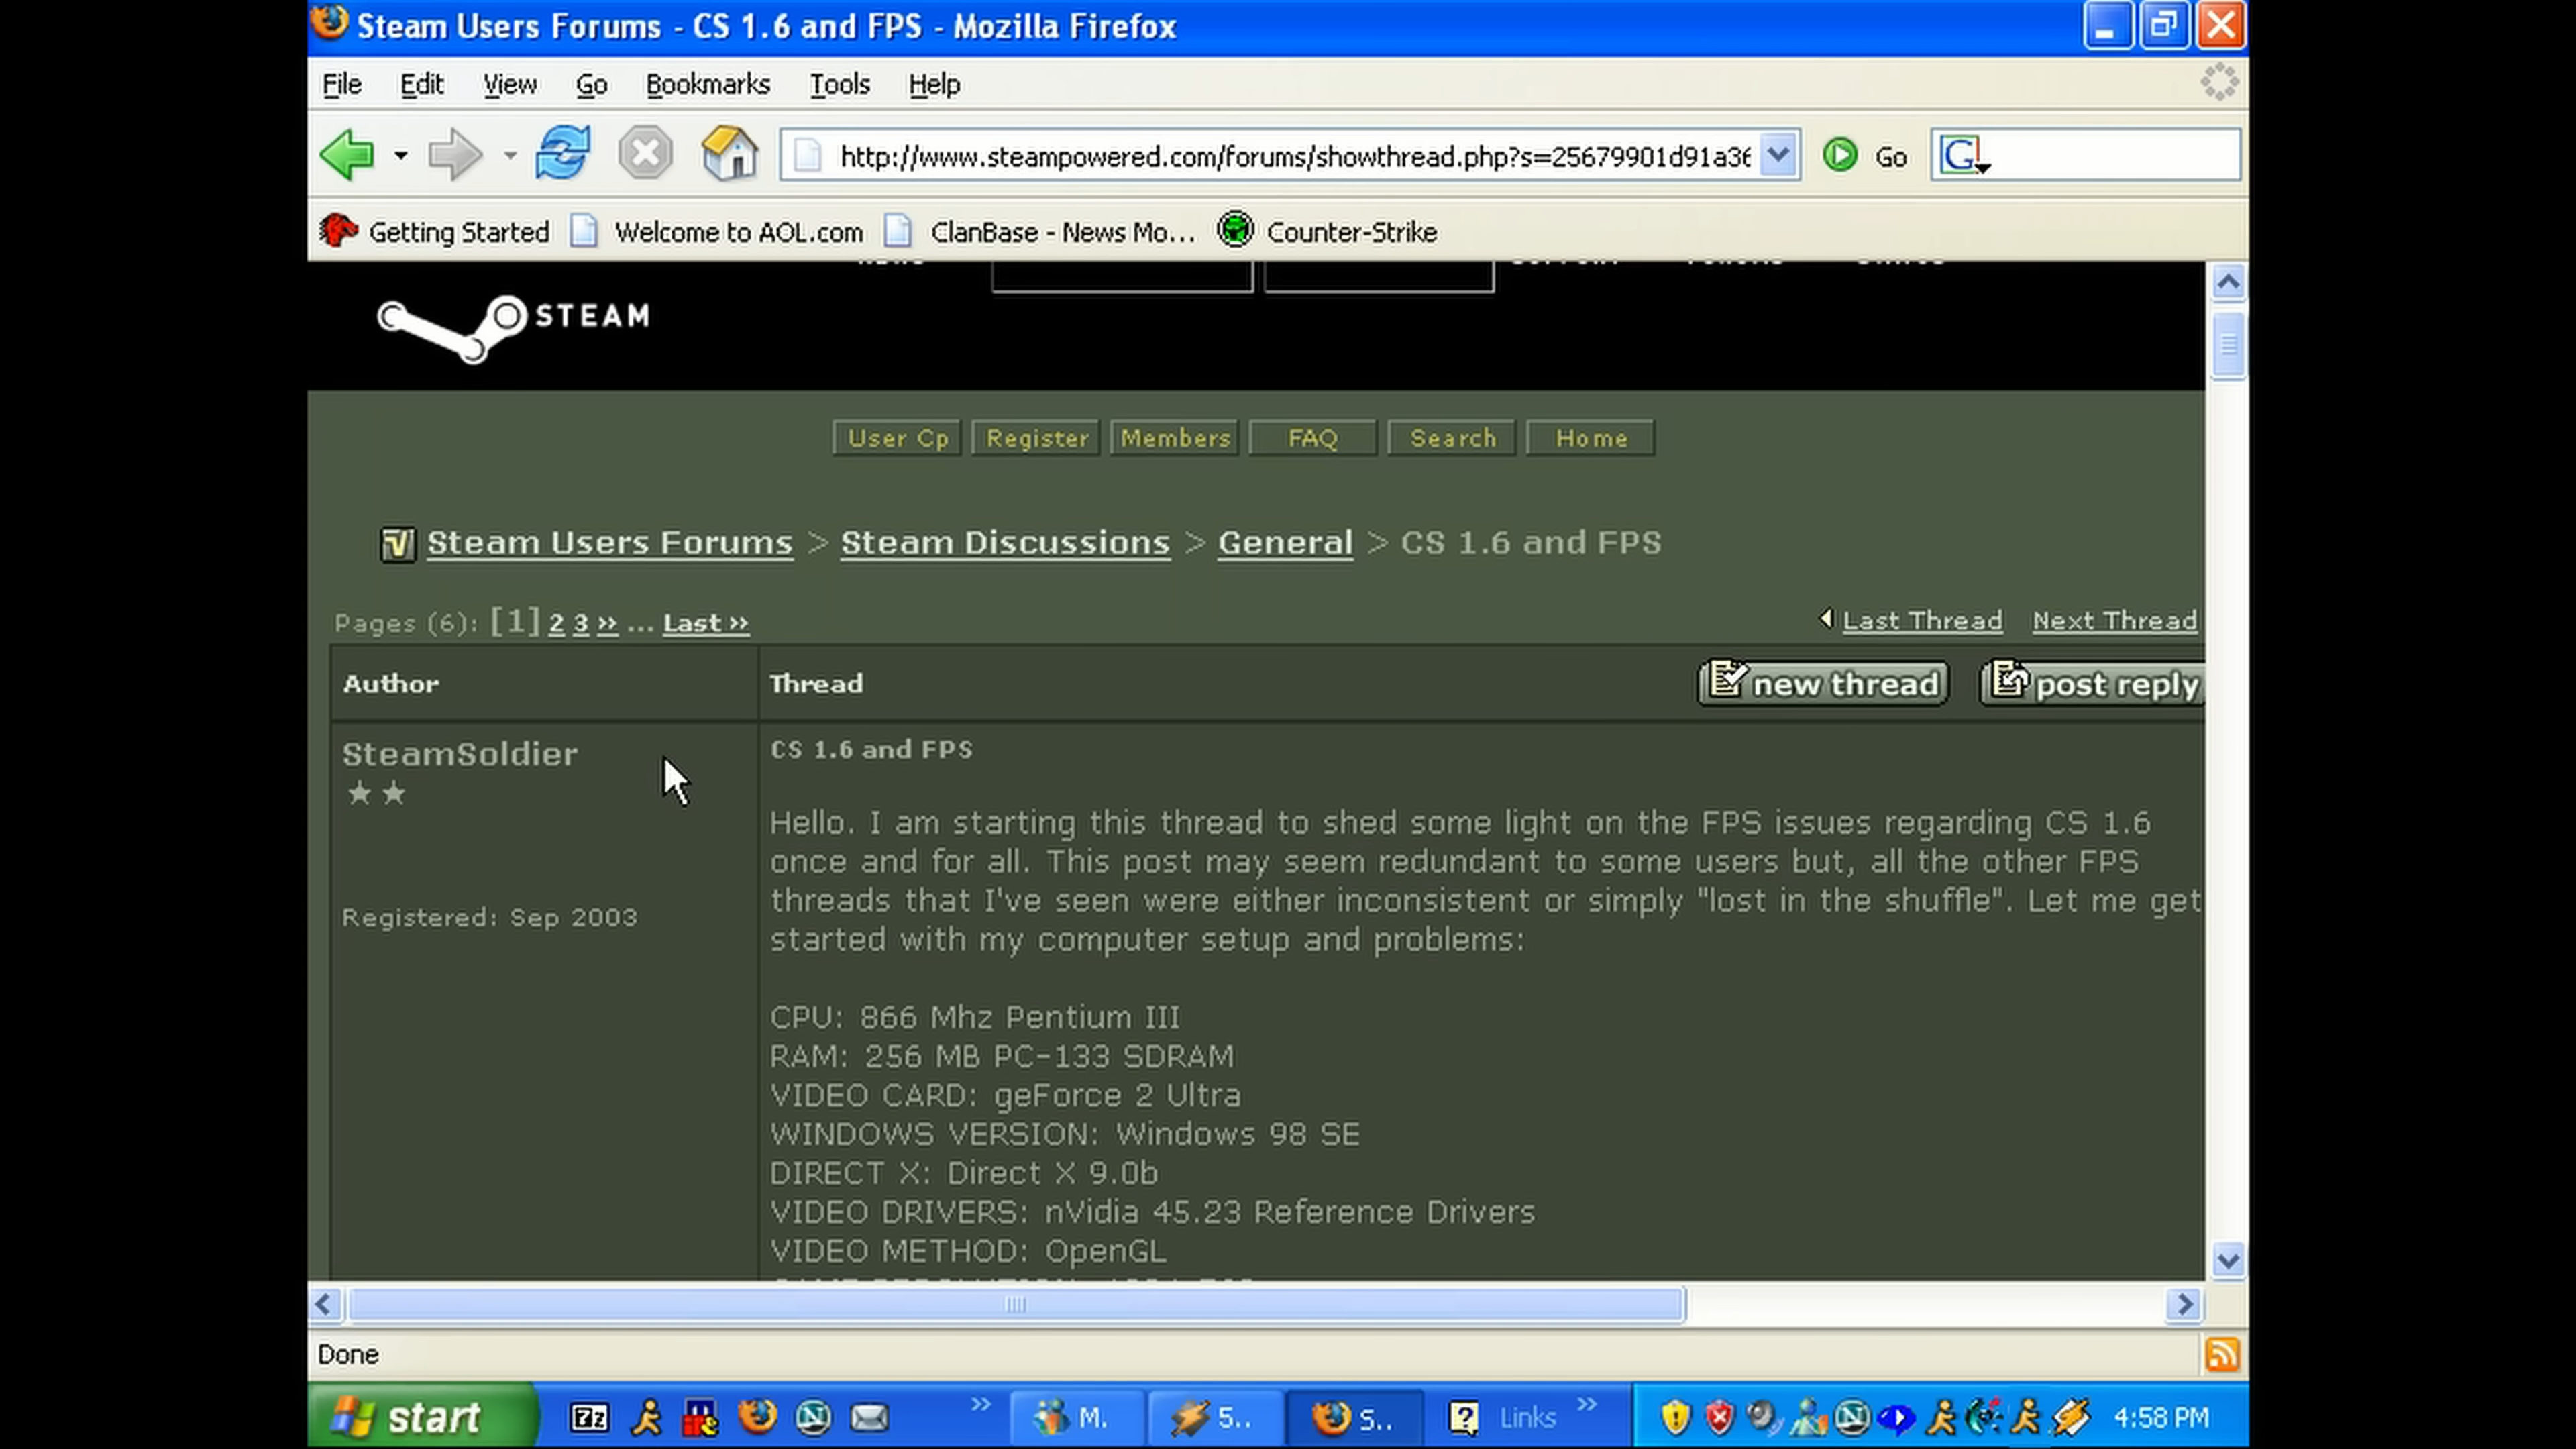 Steam Users Forums - CS 1.6 and FPS - Mozilla Firefox
File Edit View Go Bookmarks Tools Help
http://www.steampowered.com/forums/showthread.php?s=25679901d91a3 Go G
Getting Started Welcome to AOL.com ClanBase - News Mo... Counter-Strike
STEAM
User Cp Register Members FAQ Search Home
Steam Users Forums > Steam Discussions > General > CS 1.6 and FPS
Pages (6): [1] 2 3 » ... Last »
Last Thread Next Thread
Author Thread new thread post reply
SteamSoldier
Registered: Sep 2003
CS 1.6 and FPS
Hello. I am starting this thread to shed some light on the FPS issues regarding CS 1.6
once and for all. This post may seem redundant to some users but, all the other FPS
threads that I've seen were either inconsistent or simply "lost in the shuffle". Let me get
started with my computer setup and problems:
CPU: 866 Mhz Pentium III
RAM: 256 MB PC-133 SDRAM
VIDEO CARD: geForce 2 Ultra
WINDOWS VERSION: Windows 98 SE
DIRECT X: Direct X 9.0b
VIDEO DRIVERS: nVidia 45.23 Reference Drivers
VIDEO METHOD: OpenGL
Done
start 7z » M. 5.. S.. Links » 4:58 PM